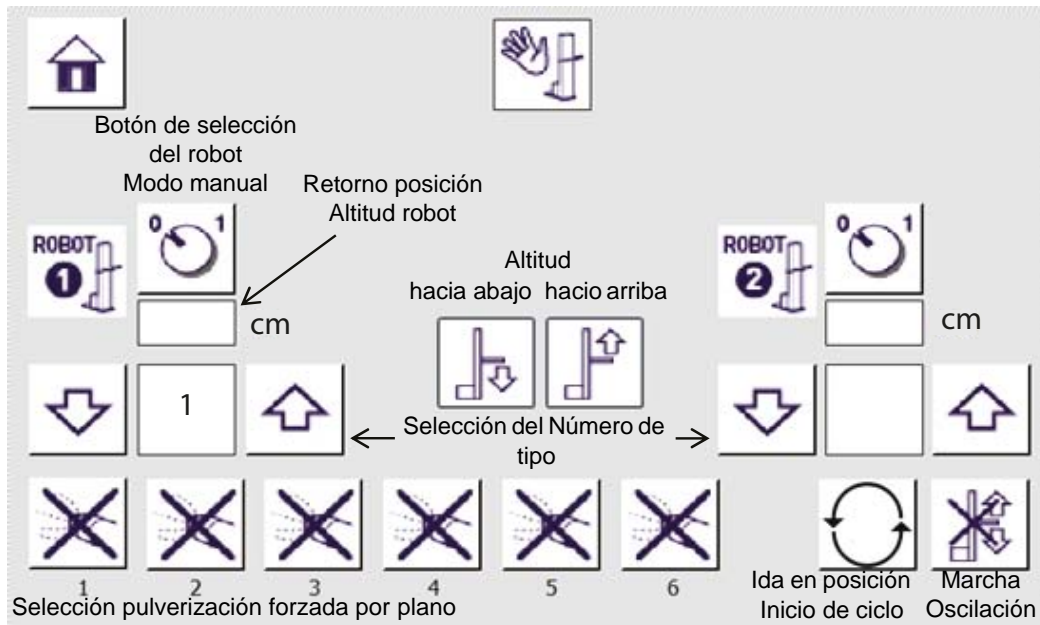 Botón de selección
del robot
Modo manual
Retorno posición
Altitud robot
0 1
ROBOT
1
cm
Altitud
hacia abajo hacio arriba
0 1
ROBOT
2
cm
1
Selección del Número de
tipo
1 2 3 4 5 6
Selección pulverización forzada por plano
Ida en posición
Inicio de ciclo
Marcha
Oscilación